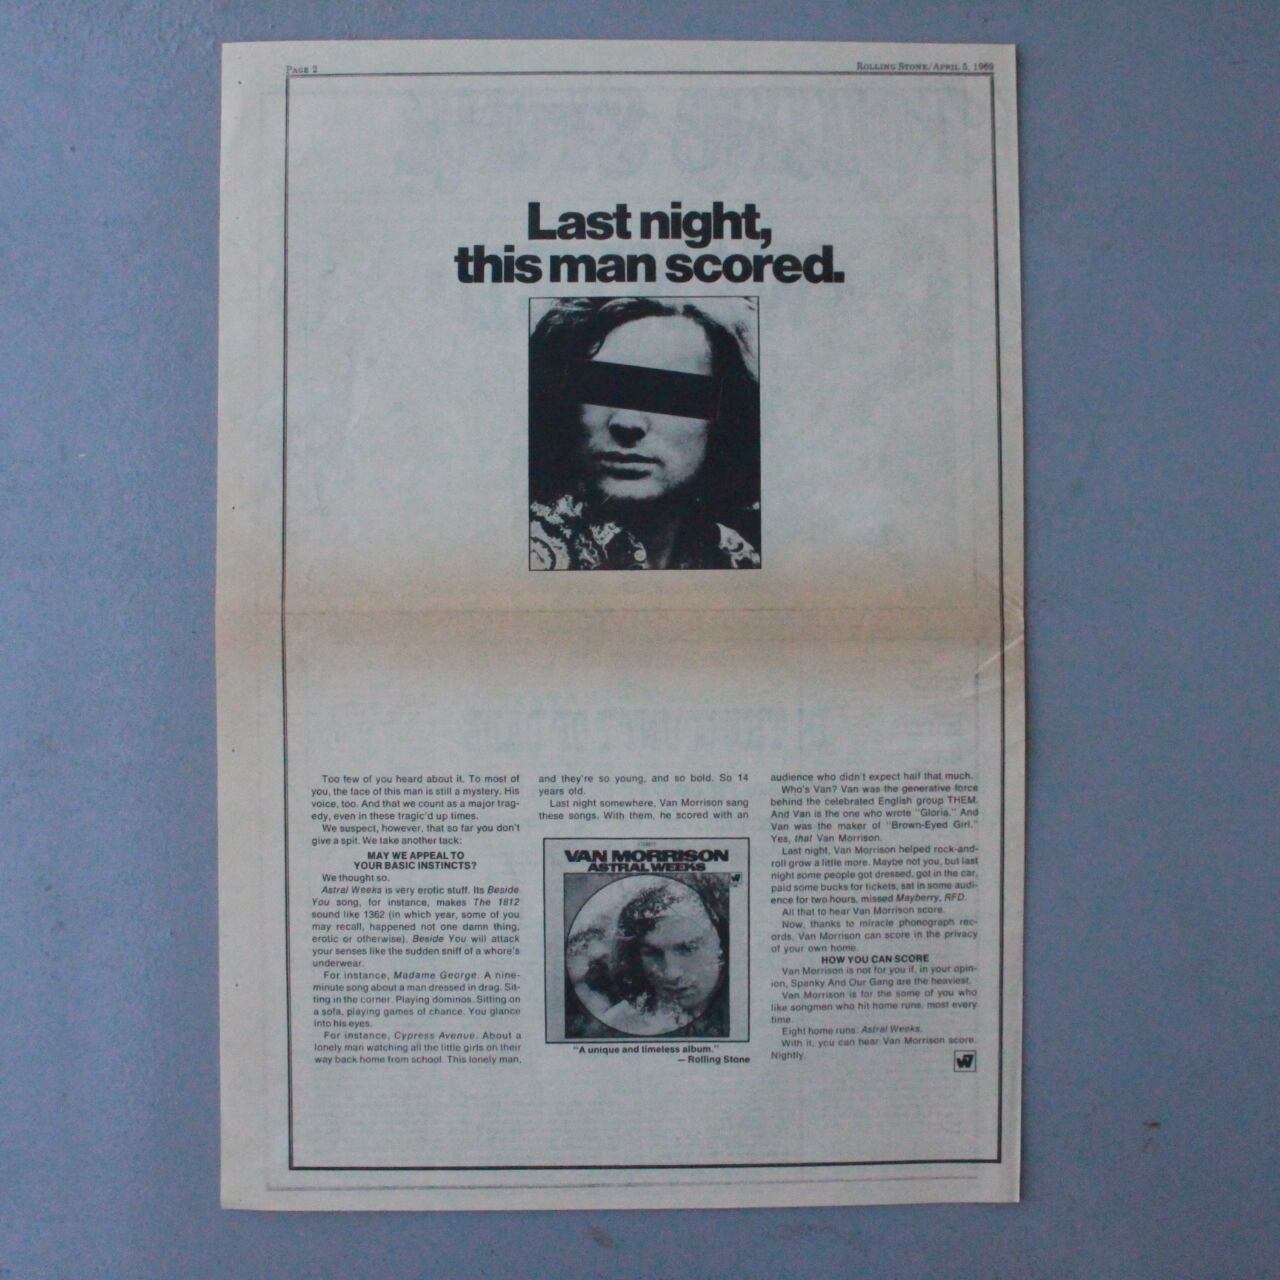 PAGE 2
ROLLING STONE/APRIL 5, 1969
Last night,
this man scored.
Too few of you heard about it. To most of
you, the face of this man is still a mystery. His
voice, too. And that we count as a major trag-
edy, even in these tragic'd up times.
We suspect, however, that so far you don't
give a spit. We take another tack:
MAY WE APPEAL TO
YOUR BASIC INSTINCTS?
We thought so.
Astral Weeks is very erotic stuff. Its Beside
You song, for instance, makes The 1812
sound like 1362 (in which year, some of you
may recall, happened not one damn thing,
erotic or otherwise). Beside You will attack
your senses like the sudden sniff of a whore's
underwear.
For instance, Madame George. A nine-
minute song about a man dressed in drag. Sit-
ting in the corner. Playing dominos. Sitting on
a sofa, playing games of chance. You glance
into his eyes.
For instance, Cypress Avenue. About a
lonely man watching all the little girls on their
way back home from school. This lonely man,
and they're so young, and so bold. So 14
years old.
Last night somewhere, Van Morrison sang
these songs. With them, he scored with an
STEREO
VAN MORRISON
ASTRAL WEEKS
"A unique and timeless album."
— Rolling Stone
audience who didn't expect half that much.
Who's Van? Van was the generative force
behind the celebrated English group THEM.
And Van is the one who wrote "Gloria." And
Van was the maker of "Brown-Eyed Girl."
Yes, that Van Morrison.
Last night, Van Morrison helped rock-and-
roll grow a little more. Maybe not you, but last
night some people got dressed, got in the car,
paid some bucks for tickets, sat in some audi-
ence for two hours, missed Mayberry, RFD.
All that to hear Van Morrison score.
Now, thanks to miracle phonograph rec-
ords, Van Morrison can score in the privacy
of your own home.
HOW YOU CAN SCORE
Van Morrison is not for you if, in your opin-
ion, Spanky And Our Gang are the heaviest.
Van Morrison is for the some of you who
like songmen who hit home runs, most every
time.
Eight home runs: Astral Weeks.
With it, you can hear Van Morrison score.
Nightly.
W7